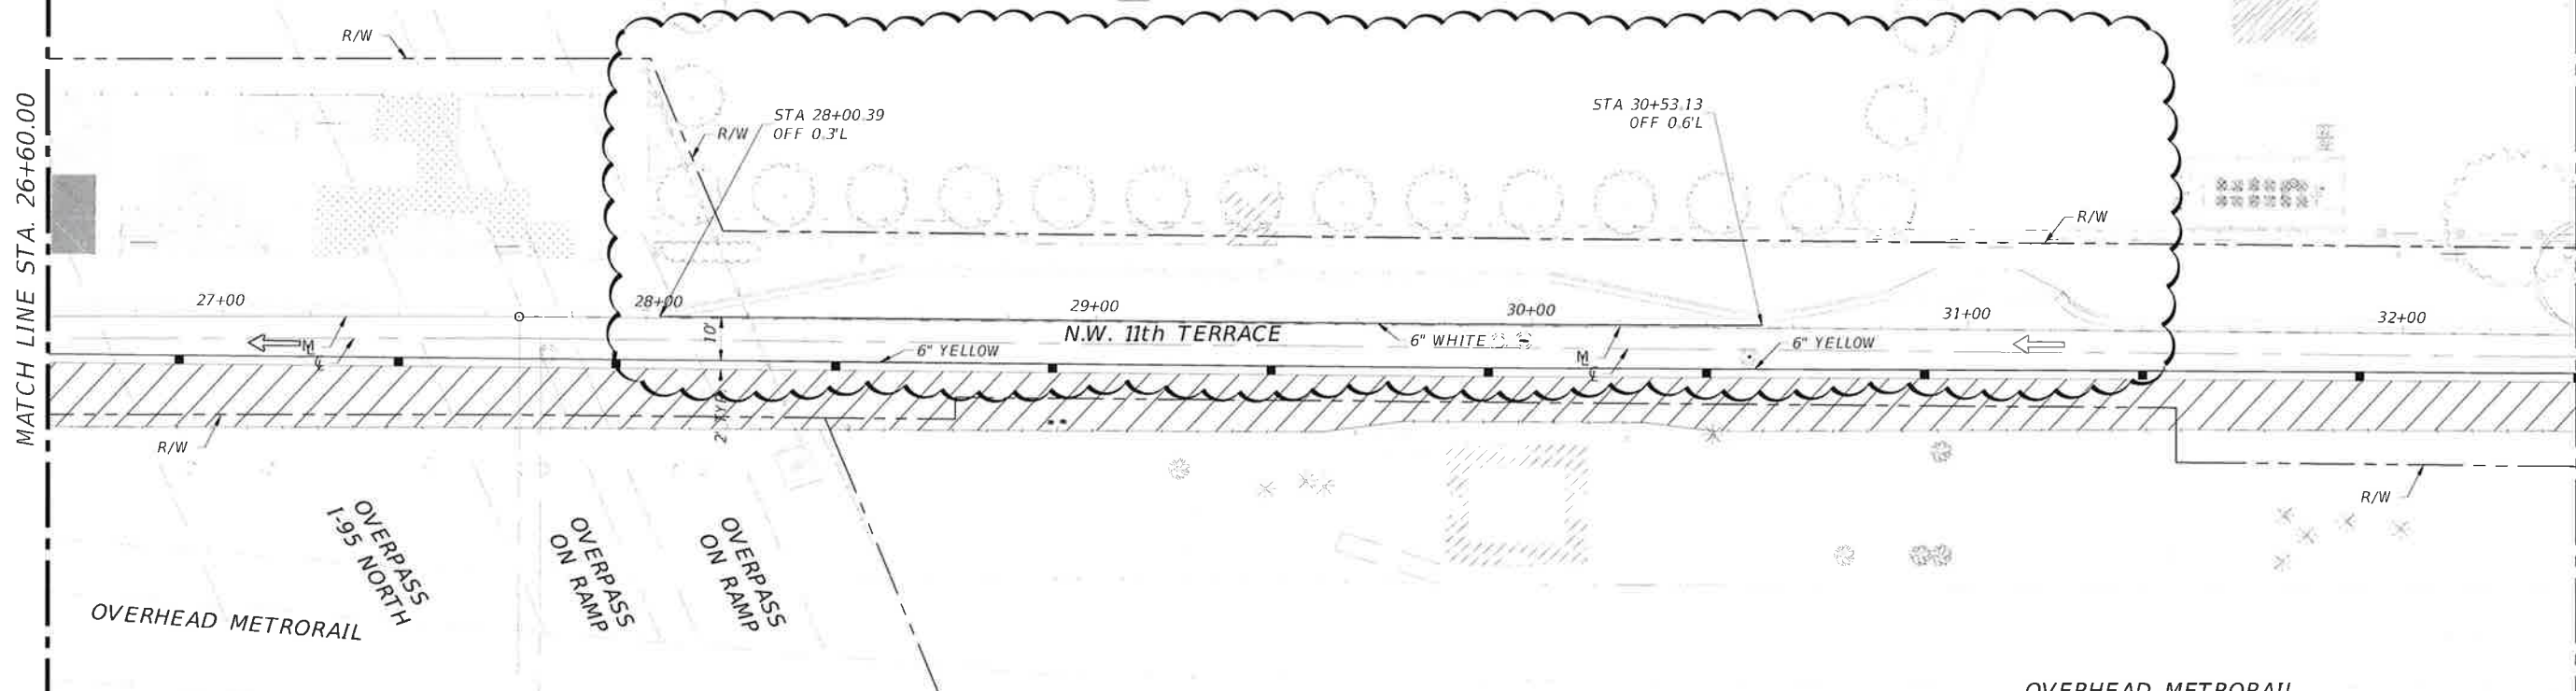 MATCH LINE STA. 26+60.00
R/W
STA 28+00.39
OFF 0.3'L
R/W
STA 30+53.13
OFF 0.6'L
R/W
27+00
28+00
29+00
30+00
31+00
32+00
10'
N.W. 11th TERRACE
6" WHITE
6" YELLOW
6" YELLOW
R/W
R/W
OVERPASS
I-95 NORTH
OVERPASS
ON RAMP
OVERPASS
ON RAMP
OVERHEAD METRORAIL
OVERHEAD METRORAIL